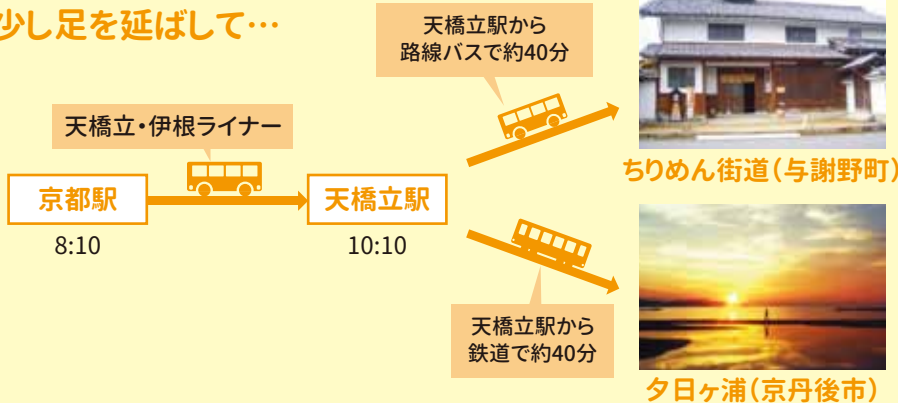 少し足を延ばして…
天橋立・伊根ライナー
京都駅
8:10
天橋立駅
10:10
天橋立駅から
路線バスで約40分
ちりめん街道(与謝野町)
天橋立駅から
鉄道で約40分
夕日ヶ浦(京丹後市)